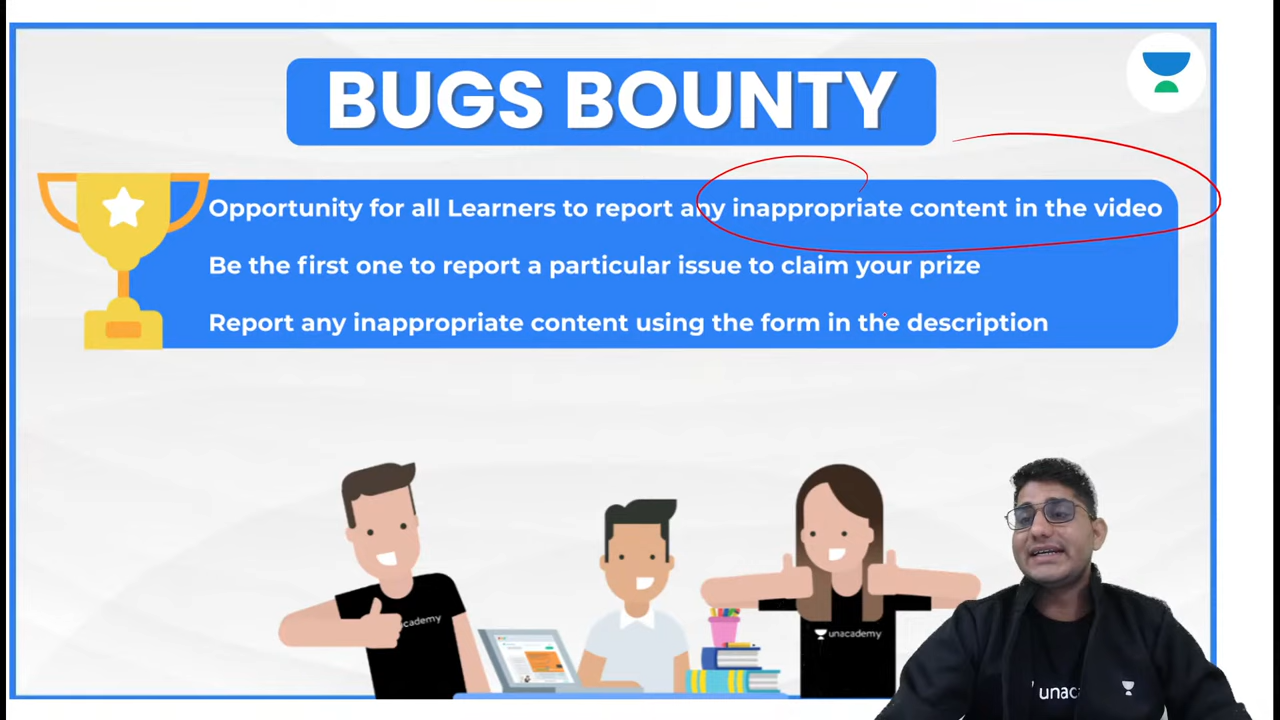 BUGS BOUNTY
Opportunity for all Learners to report any inappropriate content in the video
Be the first one to report a particular issue to claim your prize
Report any inappropriate content using the form in the description
unacademy